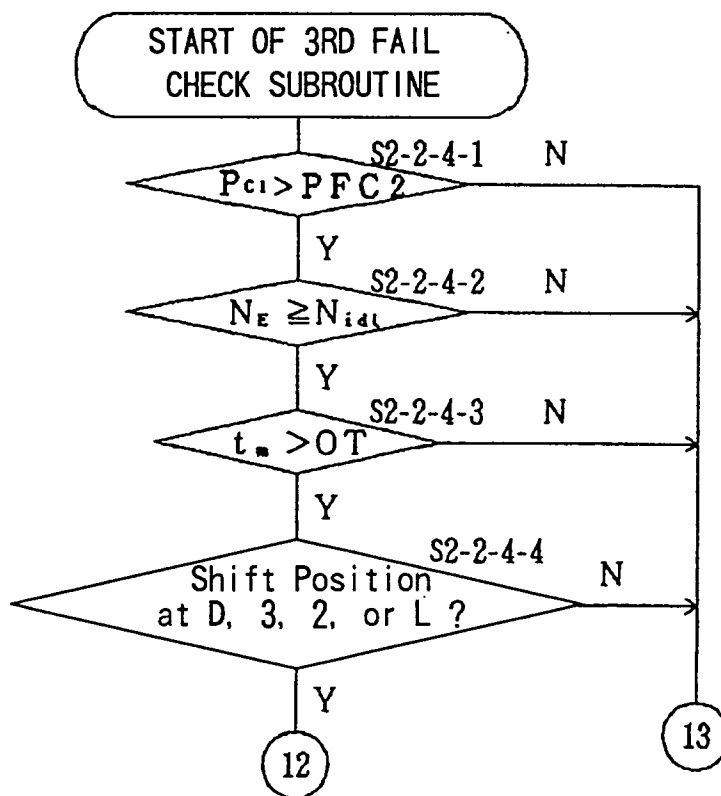 START OF 3RD FAIL
CHECK SUBROUTINE
S2-2-4-1 N
PC1>PFC2
Y
S2-2-4-2 N
NE≧Nidl
Y
S2-2-4-3 N
tm>OT
Y
S2-2-4-4
N
Shift Position
at D, 3, 2, or L ?
Y
13
12